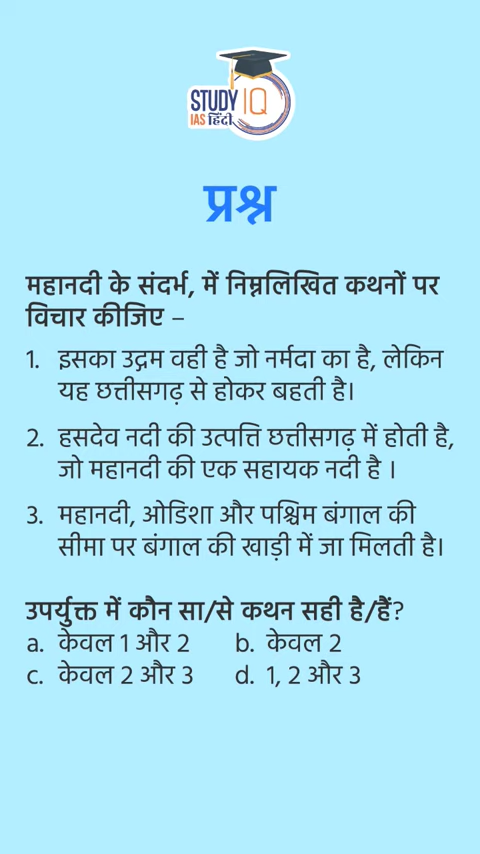 STUDY IQ
IAS हिंदी
प्रश्न
महानदी के संदर्भ, में निम्नलिखित कथनों पर
विचार कीजिए –
1. इसका उद्गम वही है जो नर्मदा का है, लेकिन
यह छत्तीसगढ़ से होकर बहती है।
2. हसदेव नदी की उत्पत्ति छत्तीसगढ़ में होती है,
जो महानदी की एक सहायक नदी है ।
3. महानदी, ओडिशा और पश्चिम बंगाल की
सीमा पर बंगाल की खाड़ी में जा मिलती है।
उपर्युक्त में कौन सा/से कथन सही है/हैं?
a. केवल 1 और 2 b. केवल 2
c. केवल 2 और 3 d. 1, 2 और 3